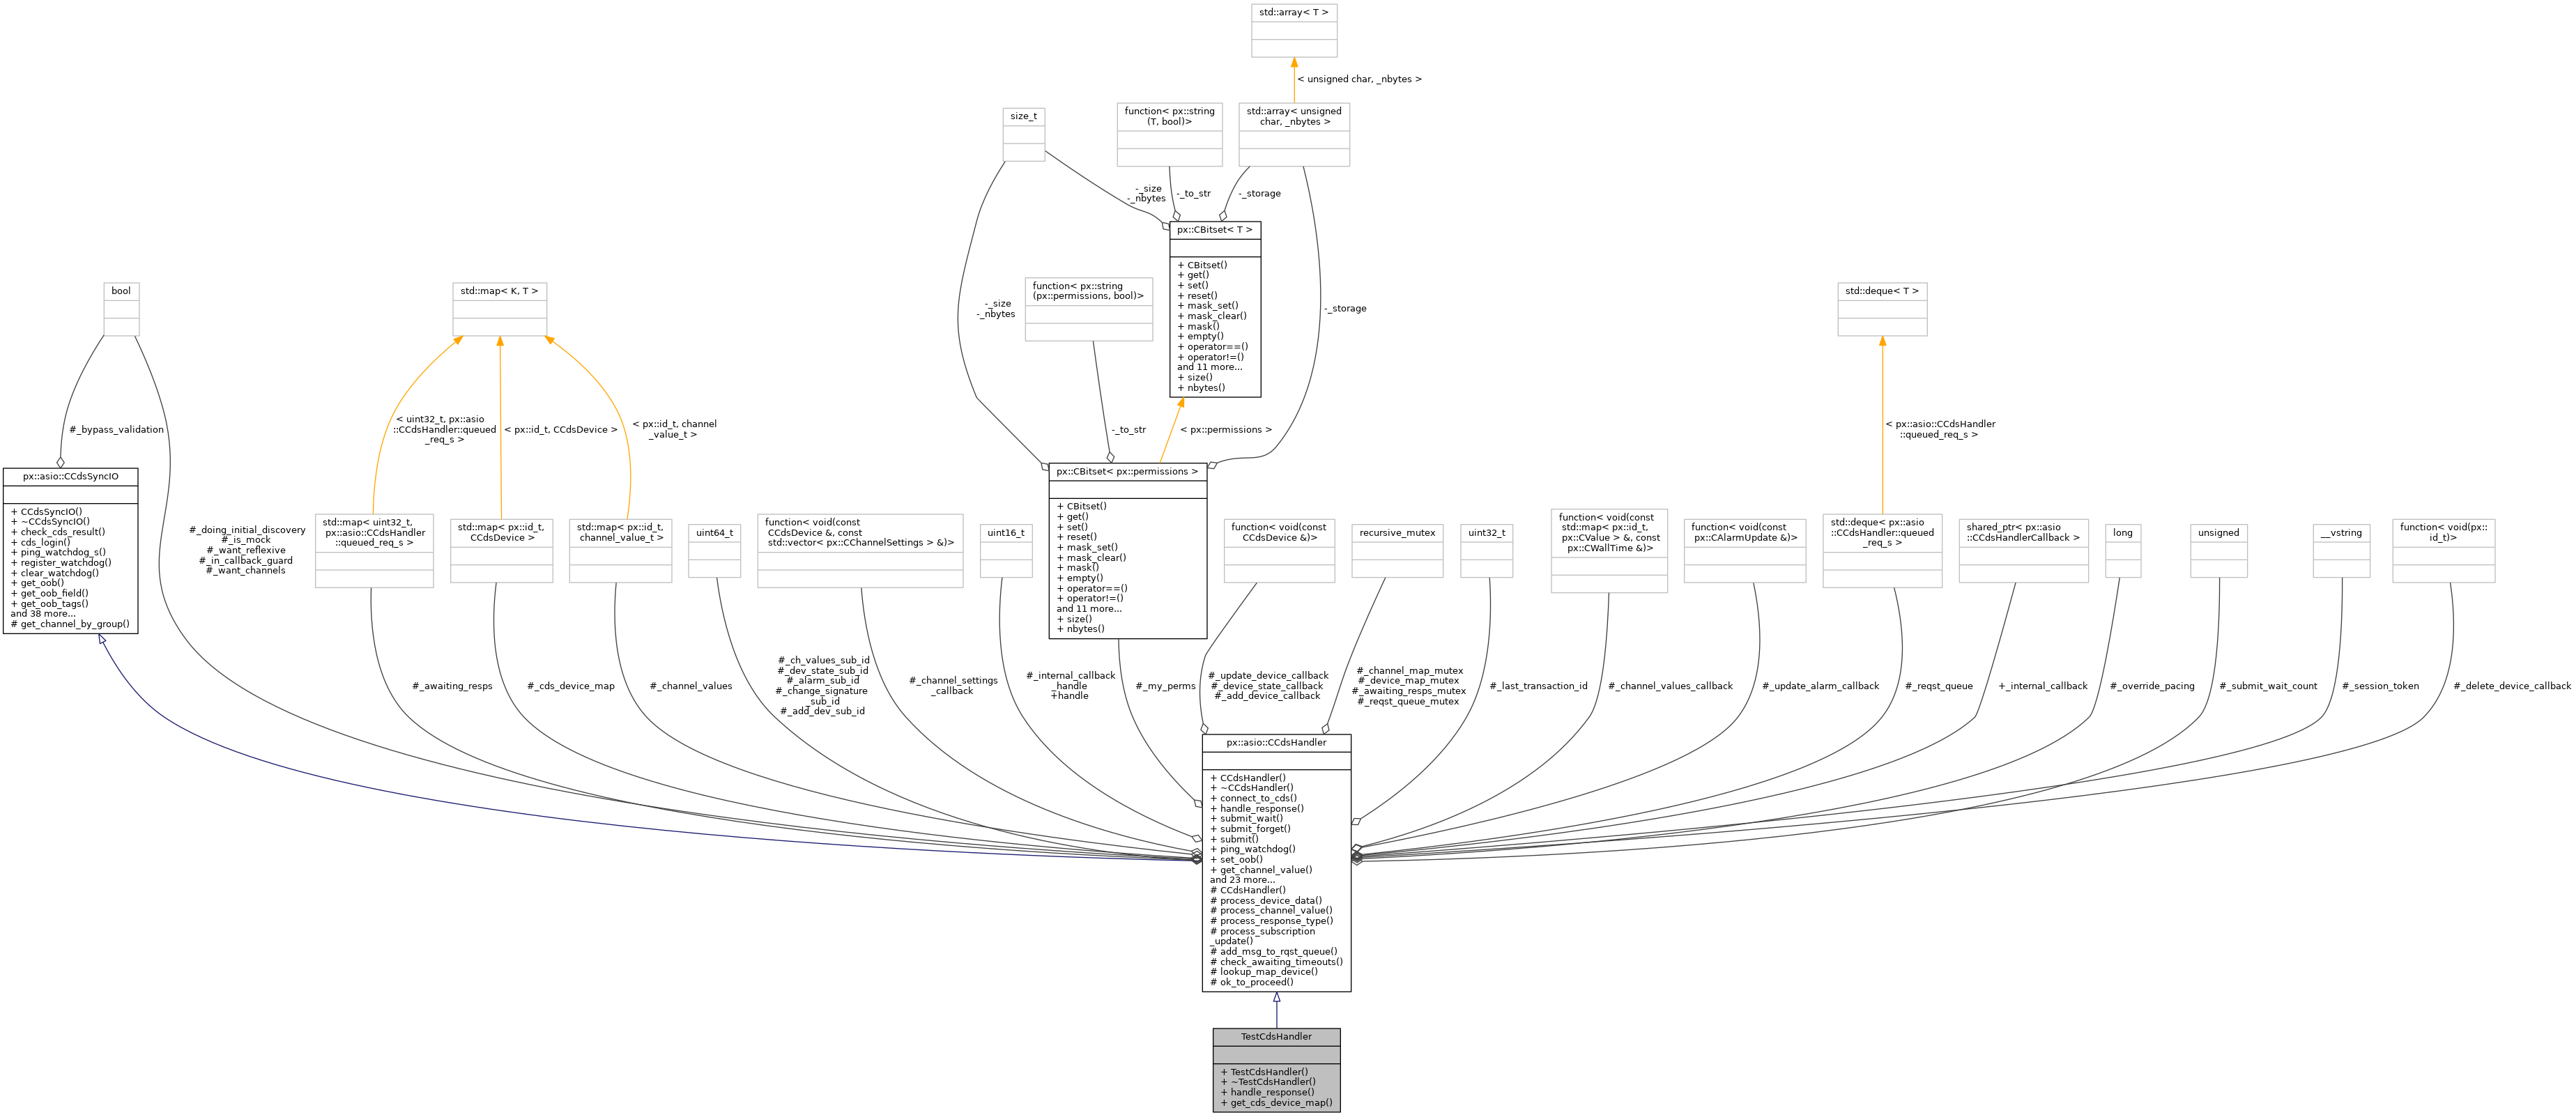 std::array< T >
< unsigned char, _nbytes >
size_t
function< px::string
(T, bool)>
std::array< unsigned
char, _nbytes >
-_size
-_nbytes
-_to_str
-_storage
px::CBitset< T >
+ CBitset()
+ get()
+ set()
+ reset()
+ mask_set()
+ mask_clear()
+ mask()
+ empty()
+ operator==()
+ operator!=()
and 11 more...
+ size()
+ nbytes()
bool
std::map< K, T >
-_size
-_nbytes
function< px::string
(px::permissions, bool)>
-_storage
std::deque< T >
#_bypass_validation
< uint32_t, px::asio
::CCdsHandler::queued
_req_s >
< px::id_t, CCdsDevice >
< px::id_t, channel
_value_t >
-_to_str
< px::permissions >
< px::asio::CCdsHandler
::queued_req_s >
px::asio::CCdsSyncIO
+ CCdsSyncIO()
+ ~CCdsSyncIO()
+ check_cds_result()
+ cds_login()
+ ping_watchdog_s()
+ register_watchdog()
+ clear_watchdog()
+ get_oob()
+ get_oob_field()
+ get_oob_tags()
and 38 more...
# get_channel_by_group()
#_doing_initial_discovery
#_is_mock
#_want_reflexive
#_in_callback_guard
#_want_channels
std::map< uint32_t,
px::asio::CCdsHandler
::queued_req_s >
std::map< px::id_t,
CCdsDevice >
std::map< px::id_t,
channel_value_t >
uint64_t
function< void(const
CCdsDevice &, const
std::vector< px::CChannelSettings > &)>
uint16_t
px::CBitset< px::permissions >
+ CBitset()
+ get()
+ set()
+ reset()
+ mask_set()
+ mask_clear()
+ mask()
+ empty()
+ operator==()
+ operator!=()
and 11 more...
+ size()
+ nbytes()
function< void(const
CCdsDevice &)>
recursive_mutex
uint32_t
function< void(const
std::map< px::id_t,
px::CValue > &, const
px::CWallTime &)>
function< void(const
px::CAlarmUpdate &)>
std::deque< px::asio
::CCdsHandler::queued
_req_s >
shared_ptr< px::asio
::CCdsHandlerCallback >
long
unsigned
__vstring
function< void(px::
id_t)>
#_awaiting_resps
#_cds_device_map
#_channel_values
#_ch_values_sub_id
#_dev_state_sub_id
#_alarm_sub_id
#_change_signature
_sub_id
#_add_dev_sub_id
#_channel_settings
_callback
#_internal_callback
_handle
+handle
#_my_perms
#_update_device_callback
#_device_state_callback
#_add_device_callback
#_channel_map_mutex
#_device_map_mutex
#_awaiting_resps_mutex
#_reqst_queue_mutex
#_last_transaction_id
#_channel_values_callback
#_update_alarm_callback
#_reqst_queue
+_internal_callback
#_override_pacing
#_submit_wait_count
#_session_token
#_delete_device_callback
px::asio::CCdsHandler
+ CCdsHandler()
+ ~CCdsHandler()
+ connect_to_cds()
+ handle_response()
+ submit_wait()
+ submit_forget()
+ submit()
+ ping_watchdog()
+ set_oob()
+ get_channel_value()
and 23 more...
# CCdsHandler()
# process_device_data()
# process_channel_value()
# process_response_type()
# process_subscription
_update()
# add_msg_to_rqst_queue()
# check_awaiting_timeouts()
# lookup_map_device()
# ok_to_proceed()
TestCdsHandler
+ TestCdsHandler()
+ ~TestCdsHandler()
+ handle_response()
+ get_cds_device_map()